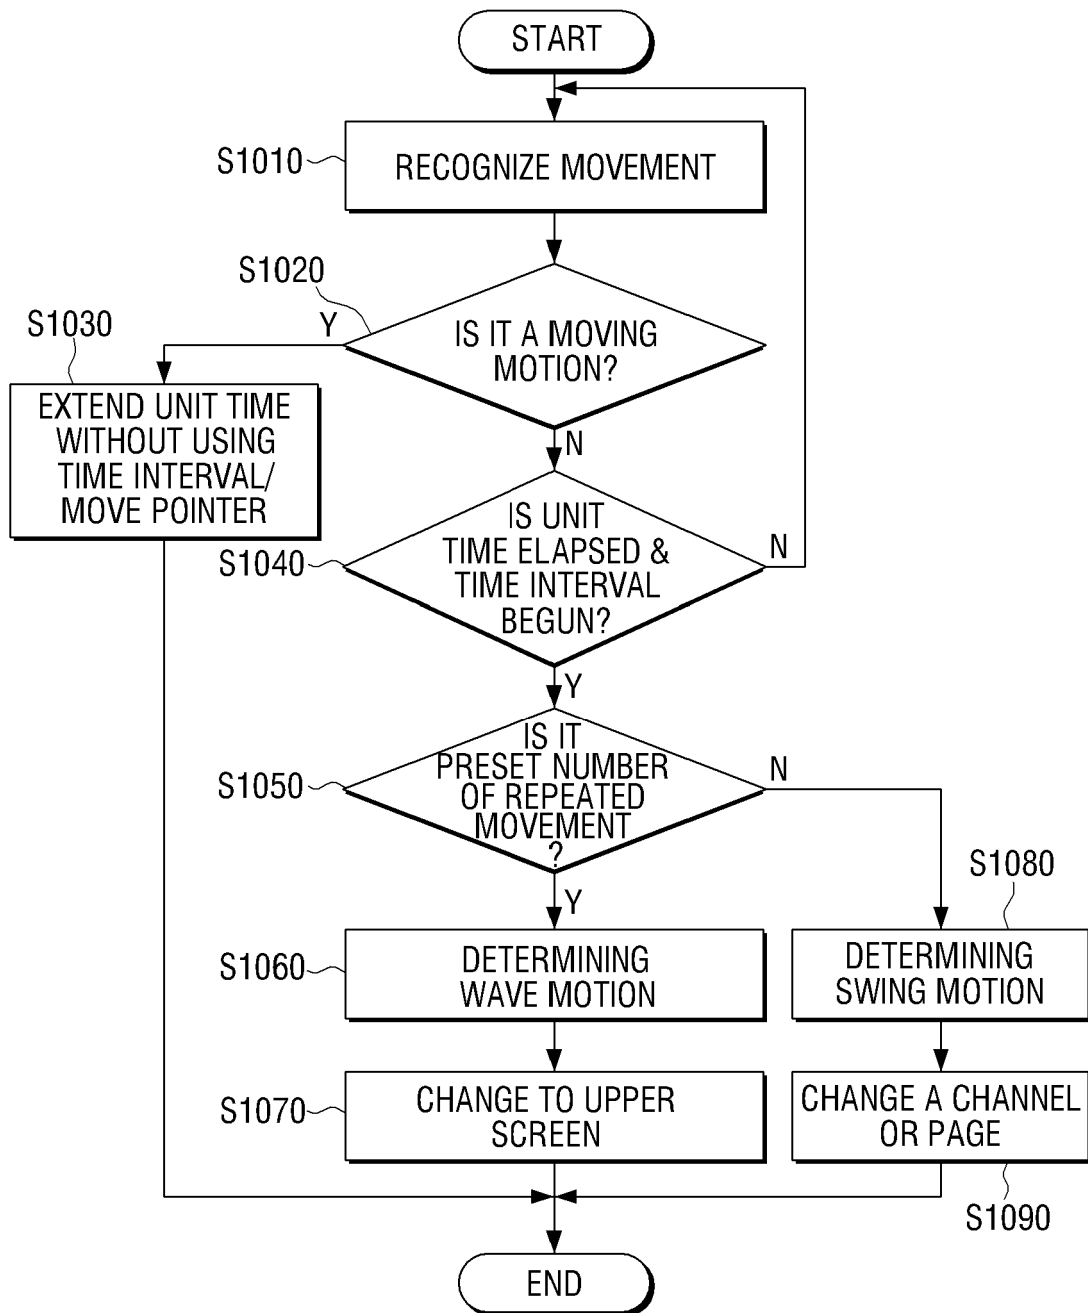 START
S1010
RECOGNIZE MOVEMENT
S1020
Y
IS IT A MOVING
MOTION?
N
S1030
EXTEND UNIT TIME
WITHOUT USING
TIME INTERVAL/
MOVE POINTER
S1040
IS UNIT
TIME ELAPSED &
TIME INTERVAL
BEGUN?
N
Y
S1050
IS IT
PRESET NUMBER
OF REPEATED
MOVEMENT
?
N
Y
S1060
DETERMINING
WAVE MOTION
S1070
CHANGE TO UPPER
SCREEN
S1080
DETERMINING
SWING MOTION
CHANGE A CHANNEL
OR PAGE
S1090
END